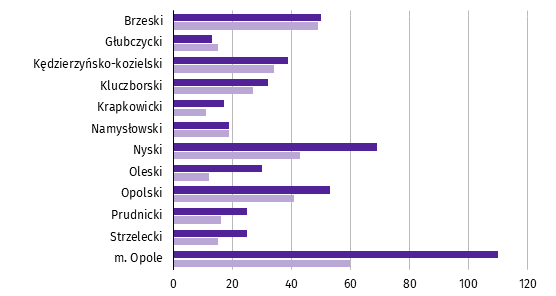 Brzeski
Głubczycki
Kędzierzyńsko-kozielski
Kluczborski
Krapkowicki
Namysłowski
Nyski
Oleski
Opolski
Prudnicki
Strzelecki
m. Opole
0 20 40 60 80 100 120